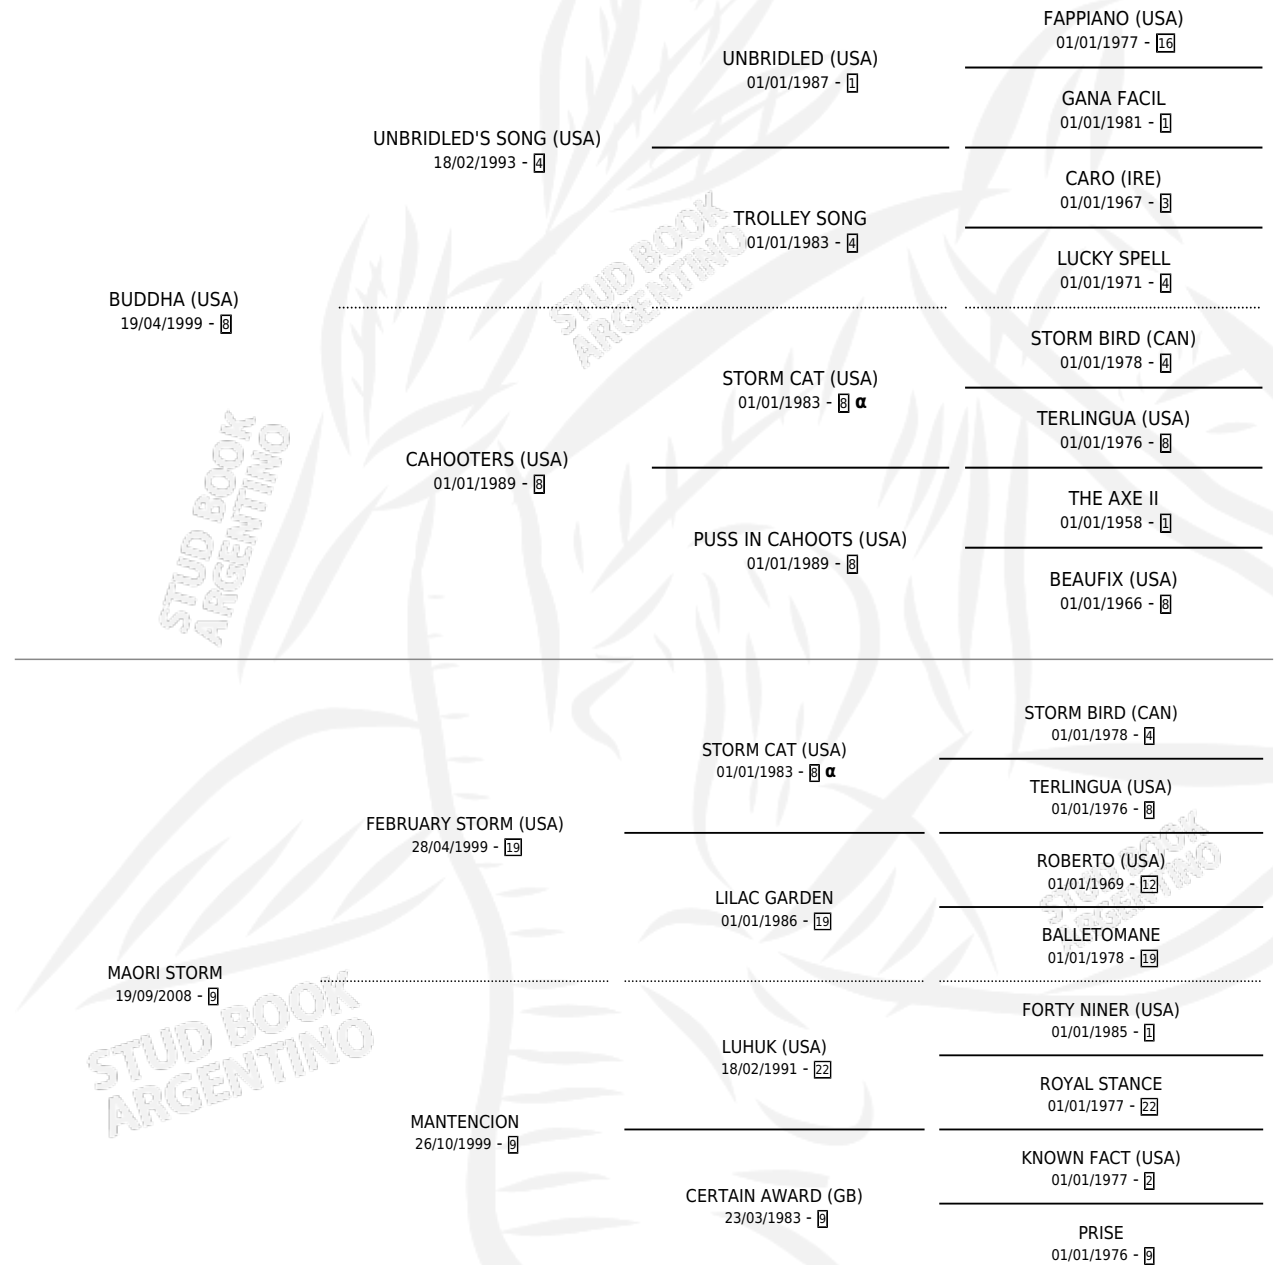 FAPPIANO (USA)
01/01/1977 - 16
UNBRIDLED (USA)
01/01/1987 - 1
GANA FACIL
01/01/1981 - 1
UNBRIDLED'S SONG (USA)
18/02/1993 - 4
CARO (IRE)
01/01/1967 - 3
TROLLEY SONG
01/01/1983 - 4
LUCKY SPELL
01/01/1971 - 4
BUDDHA (USA)
19/04/1999 - 8
STORM BIRD (CAN)
01/01/1978 - 4
STORM CAT (USA)
01/01/1983 - 8 α
TERLINGUA (USA)
01/01/1976 - 8
CAHOOTERS (USA)
01/01/1989 - 8
THE AXE II
01/01/1958 - 1
PUSS IN CAHOOTS (USA)
01/01/1989 - 8
BEAUFIX (USA)
01/01/1966 - 8
STORM BIRD (CAN)
01/01/1978 - 4
STORM CAT (USA)
01/01/1983 - 8 α
TERLINGUA (USA)
01/01/1976 - 8
FEBRUARY STORM (USA)
28/04/1999 - 19
ROBERTO (USA)
01/01/1969 - 12
LILAC GARDEN
01/01/1986 - 19
BALLETOMANE
01/01/1978 - 19
MAORI STORM
19/09/2008 - 9
FORTY NINER (USA)
01/01/1985 - 1
LUHUK (USA)
18/02/1991 - 22
ROYAL STANCE
01/01/1977 - 22
MANTENCION
26/10/1999 - 9
KNOWN FACT (USA)
01/01/1977 - 2
CERTAIN AWARD (GB)
23/03/1983 - 9
PRISE
01/01/1976 - 9
STUD BOOK
ARGENTINO
STUD BOOK
ARGENTINO
STUD BOOK
ARGENTINO
STUD BOOK
ARGENTINO